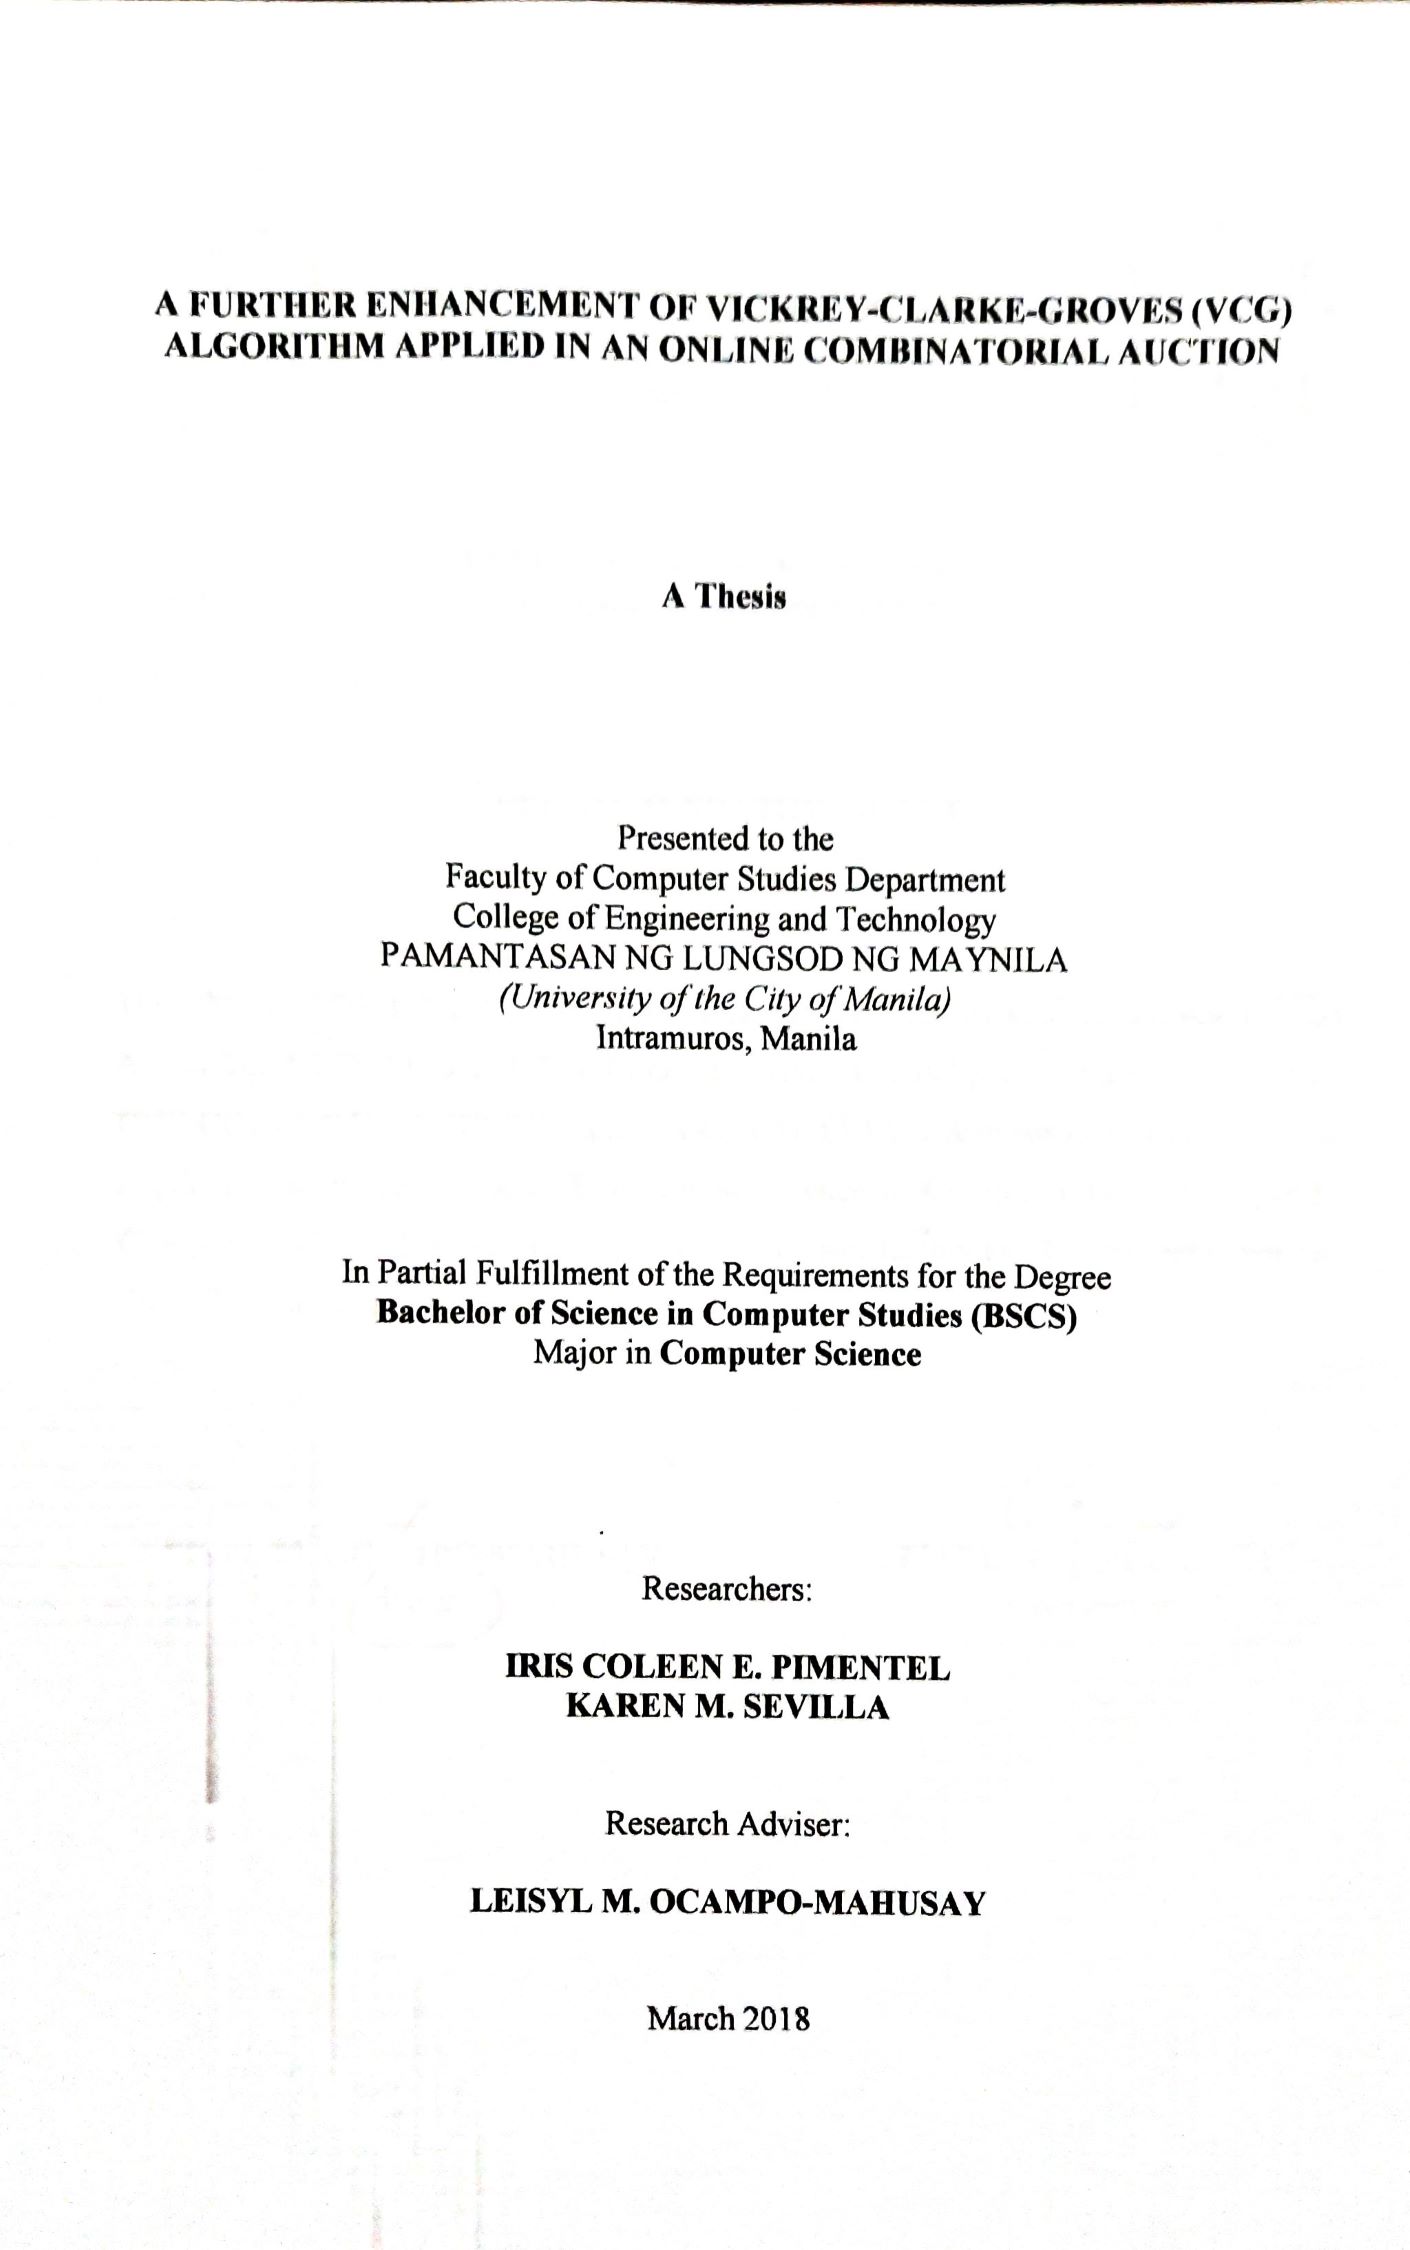 A FURTHER ENHANCEMENT OF VICKREY-CLARKE-GROVES (VCG)
ALGORITHM APPLIED IN AN ONLINE COMBINATORIAL AUCTION
A Thesis
Presented to the
Faculty of Computer Studies Department
College of Engineering and Technology
PAMANTASAN NG LUNGSOD NG MAYNILA
(University of the City of Manila)
Intramuros, Manila
In Partial Fulfillment of the Requirements for the Degree
Bachelor of Science in Computer Studies (BSCS)
Major in Computer Science
Researchers:
IRIS COLEEN E. PIMENTEL
KAREN M. SEVILLA
Research Adviser:
LEISYL M. OCAMPO-MAHUSAY
March 2018